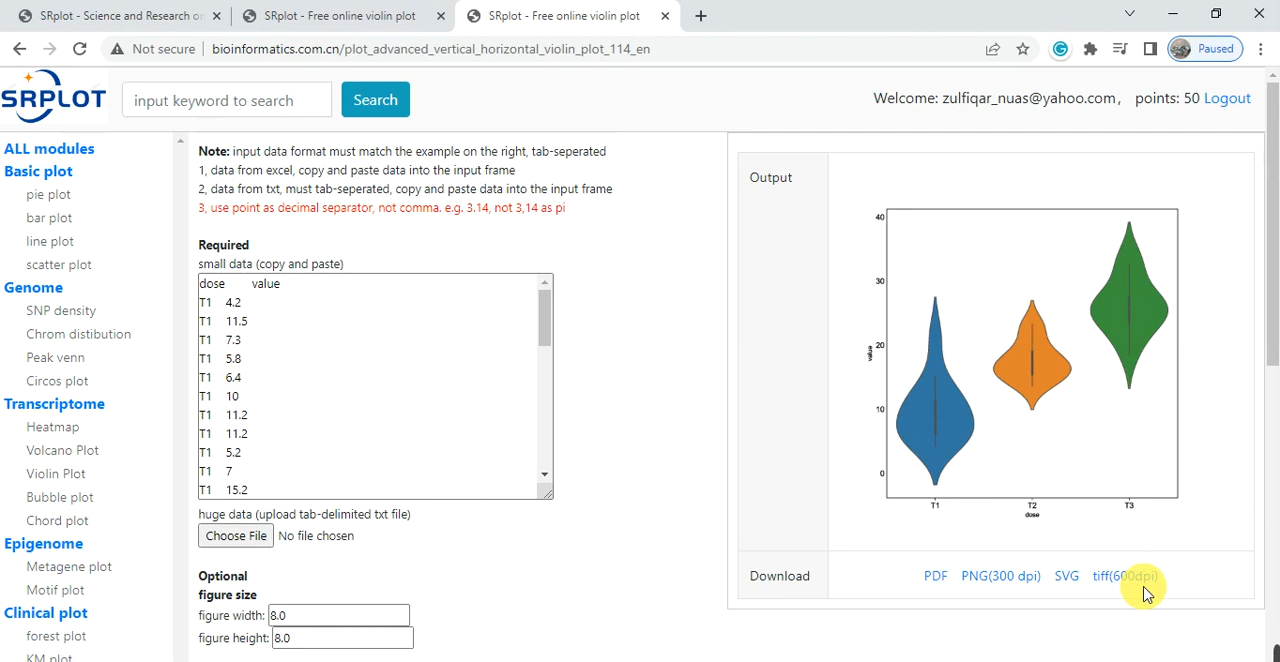 SRplot - Science and Research on
SRplot - Free online violin plot
SRplot - Free online violin plot
Not secure
bioinformatics.com.cn/plot_advanced_vertical_horizontal_violin_plot_114_en
Paused
SRPLOT
input keyword to search
Search
Welcome: zulfiqar_nuas@yahoo.com, points: 50 Logout
ALL modules
Basic plot
pie plot
bar plot
line plot
scatter plot
Genome
SNP density
Chrom distibution
Peak venn
Circos plot
Transcriptome
Heatmap
Volcano Plot
Violin Plot
Bubble plot
Chord plot
Epigenome
Metagene plot
Motif plot
Clinical plot
forest plot
KM plot
Note: input data format must match the example on the right, tab-seperated
1, data from excel, copy and paste data into the input frame
2, data from txt, must tab-seperated, copy and paste data into the input frame
3, use point as decimal separator, not comma. e.g. 3.14, not 3,14 as pi
Required
small data (copy and paste)
dose value
T1 4.2
T1 11.5
T1 7.3
T1 5.8
T1 6.4
T1 10
T1 11.2
T1 11.2
T1 5.2
T1 7
T1 15.2
huge data (upload tab-delimited txt file)
Choose File No file chosen
Optional
figure size
figure width: 8.0
figure height: 8.0
Output
40
30
20
10
0
value
T1 T2 T3
dose
Download
PDF PNG(300 dpi) SVG tiff(600dpi)